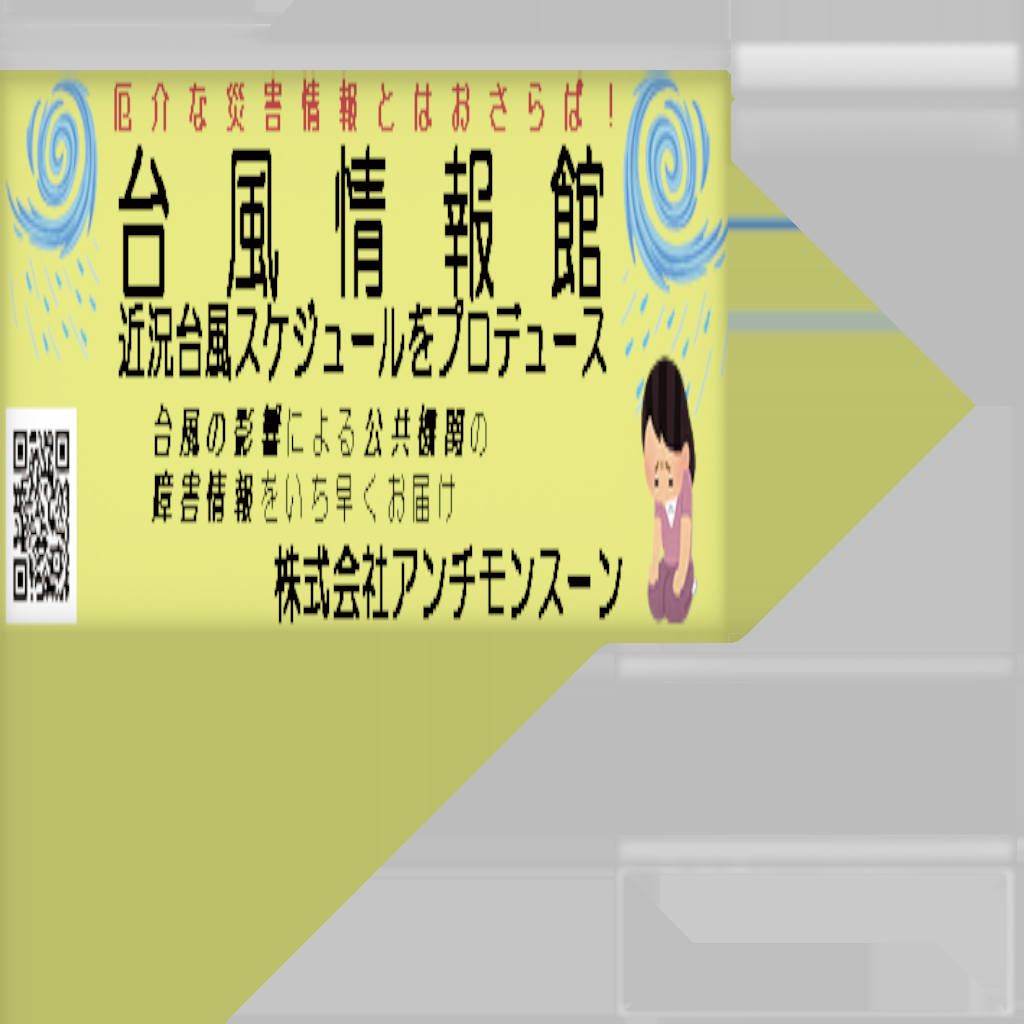 厄介な災害情報とはおさらば！
台風情報館
近況台風スケジュールをプロデュース
台風の影響による公共機関の
障害情報をいち早くお届け
株式会社アンチモンスーン